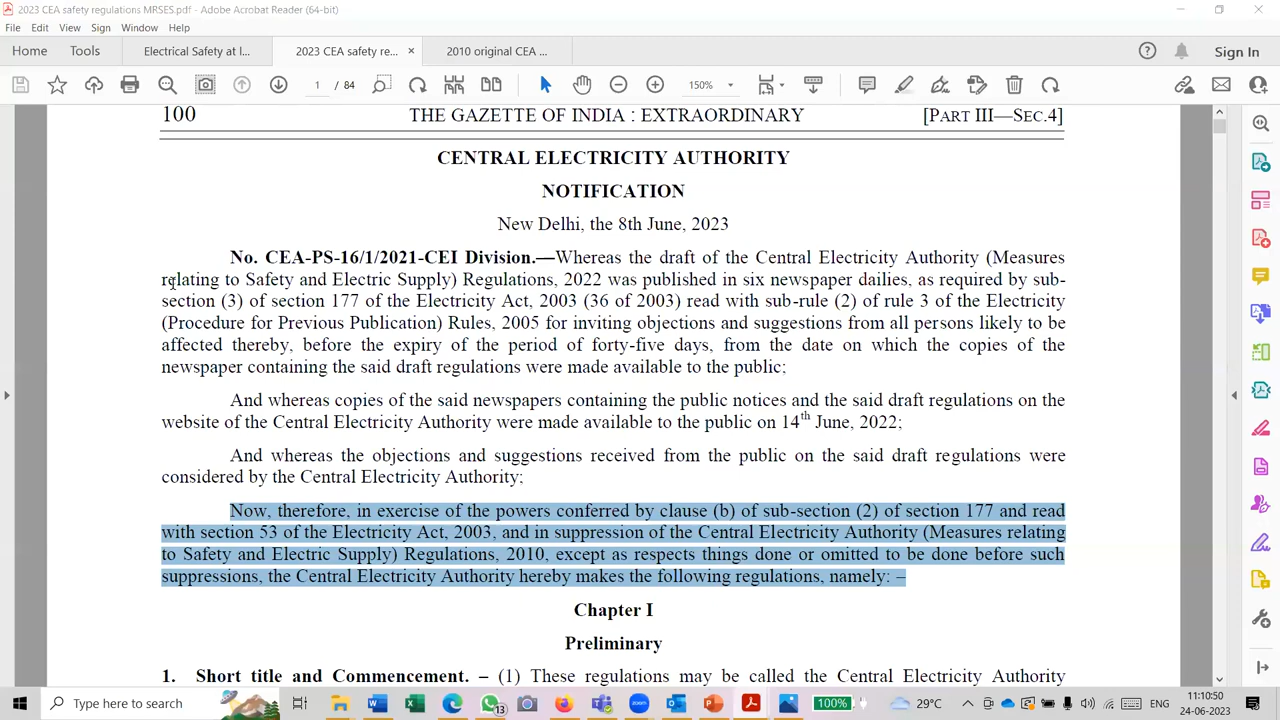 2023 CEA safety regulations MRSES.pdf - Adobe Acrobat Reader (64-bit)
File Edit View Sign Window Help
Home Tools Electrical Safety at I... 2023 CEA safety re... × 2010 original CEA ... Sign In
1 / 84 150%
100 THE GAZETTE OF INDIA : EXTRAORDINARY [PART III—SEC.4]
CENTRAL ELECTRICITY AUTHORITY
NOTIFICATION
New Delhi, the 8th June, 2023
No. CEA-PS-16/1/2021-CEI Division.—Whereas the draft of the Central Electricity Authority (Measures
relating to Safety and Electric Supply) Regulations, 2022 was published in six newspaper dailies, as required by sub-
section (3) of section 177 of the Electricity Act, 2003 (36 of 2003) read with sub-rule (2) of rule 3 of the Electricity
(Procedure for Previous Publication) Rules, 2005 for inviting objections and suggestions from all persons likely to be
affected thereby, before the expiry of the period of forty-five days, from the date on which the copies of the
newspaper containing the said draft regulations were made available to the public;
And whereas copies of the said newspapers containing the public notices and the said draft regulations on the
website of the Central Electricity Authority were made available to the public on 14th June, 2022;
And whereas the objections and suggestions received from the public on the said draft regulations were
considered by the Central Electricity Authority;
Now, therefore, in exercise of the powers conferred by clause (b) of sub-section (2) of section 177 and read
with section 53 of the Electricity Act, 2003, and in suppression of the Central Electricity Authority (Measures relating
to Safety and Electric Supply) Regulations, 2010, except as respects things done or omitted to be done before such
suppressions, the Central Electricity Authority hereby makes the following regulations, namely: –
Chapter I
Preliminary
1. Short title and Commencement. – (1) These regulations may be called the Central Electricity Authority
Type here to search 13 zoom 100% 29°C ENG 11:10:50
24-06-2023